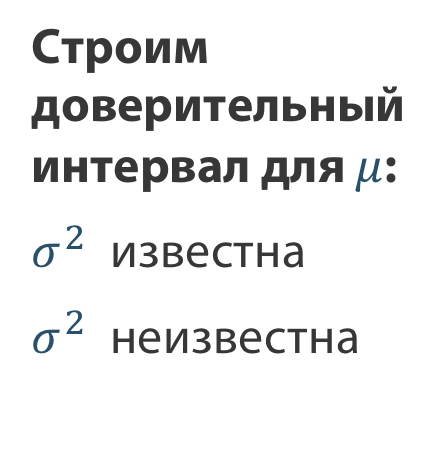 Строим
доверительный
интервал для μ:
σ² известна
σ² неизвестна